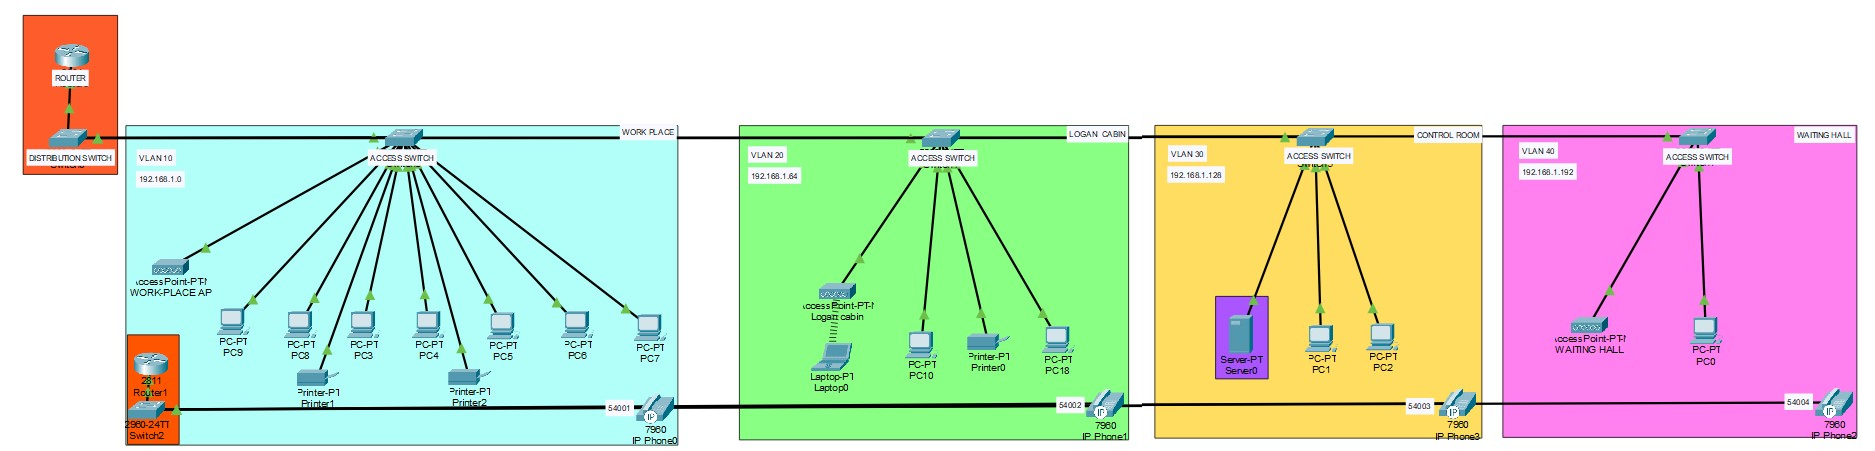 ROUTER
DISTRIBUTION SWITCH
WORK PLACE
VLAN 10
192.168.1.0
ACCESS SWITCH
WORK-PLACE AP
PC-PT
PC9
PC-PT
PC8
PC-PT
PC3
PC-PT
PC4
PC-PT
PC5
PC-PT
PC6
PC-PT
PC7
Printer-PT
Printer1
Printer-PT
Printer2
2811
Router1
2960-24TT
Switch2
54001
7960
IP Phone0
LOGAN CABIN
VLAN 20
192.168.1.64
ACCESS SWITCH
Logan cabin
Laptop-PT
Laptop0
PC-PT
PC10
Printer-PT
Printer0
PC-PT
PC18
54002
7960
IP Phone1
CONTROL ROOM
VLAN 30
192.168.1.128
ACCESS SWITCH
Server-PT
Server0
PC-PT
PC1
PC-PT
PC2
54003
7960
IP Phone3
WAITING HALL
VLAN 40
192.168.1.192
ACCESS SWITCH
WAITING HALL
PC-PT
PC0
54004
7960
IP Phone2